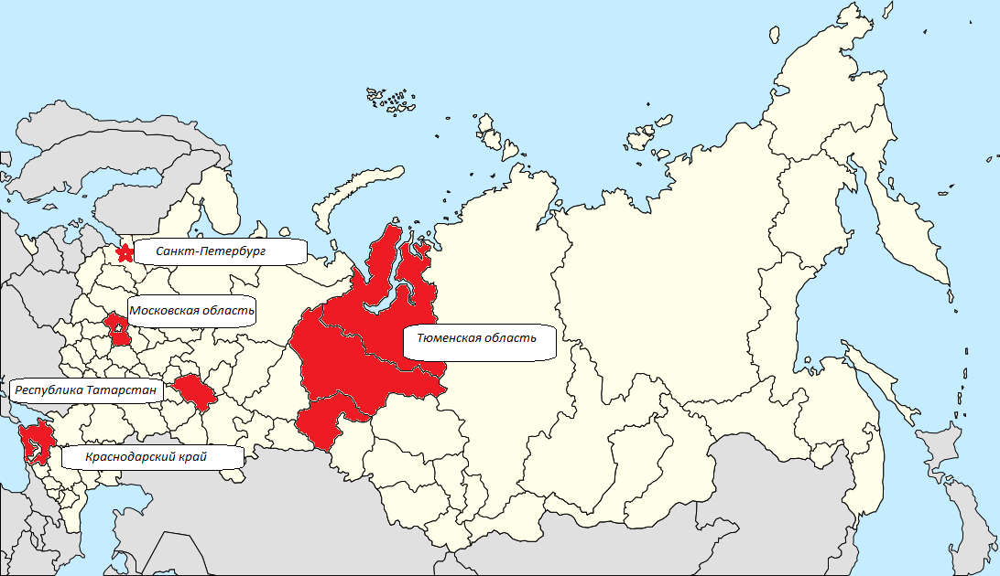 Санкт-Петербург
Московская область
Тюменская область
Республика Татарстан
Краснодарский край